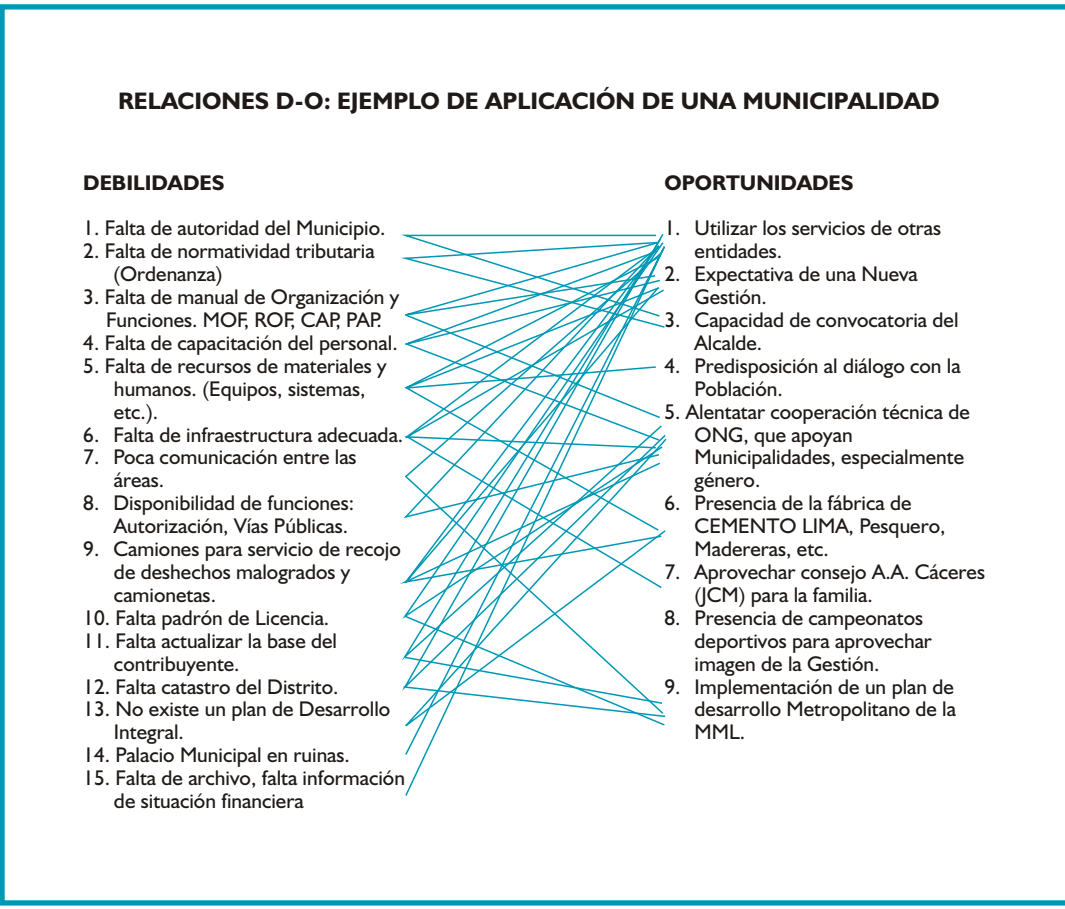 RELACIONES D-O: EJEMPLO DE APLICACIÓN DE UNA MUNICIPALIDAD
DEBILIDADES
1. Falta de autoridad del Municipio.
2. Falta de normatividad tributaria
(Ordenanza)
3. Falta de manual de Organización y
Funciones. MOF, ROF, CAP, PAP.
4. Falta de capacitación del personal.
5. Falta de recursos de materiales y
humanos. (Equipos, sistemas,
etc.).
6. Falta de infraestructura adecuada.
7. Poca comunicación entre las
áreas.
8. Disponibilidad de funciones:
Autorización, Vías Públicas.
9. Camiones para servicio de recojo
de deshechos malogrados y
camionetas.
10. Falta padrón de Licencia.
11. Falta actualizar la base del
contribuyente.
12. Falta catastro del Distrito.
13. No existe un plan de Desarrollo
Integral.
14. Palacio Municipal en ruinas.
15. Falta de archivo, falta información
de situación financiera
OPORTUNIDADES
1. Utilizar los servicios de otras
entidades.
2. Expectativa de una Nueva
Gestión.
3. Capacidad de convocatoria del
Alcalde.
4. Predisposición al diálogo con la
Población.
5. Alentatar cooperación técnica de
ONG, que apoyan
Municipalidades, especialmente
género.
6. Presencia de la fábrica de
CEMENTO LIMA, Pesquero,
Madereras, etc.
7. Aprovechar consejo A.A. Cáceres
(JCM) para la familia.
8. Presencia de campeonatos
deportivos para aprovechar
imagen de la Gestión.
9. Implementación de un plan de
desarrollo Metropolitano de la
MML.